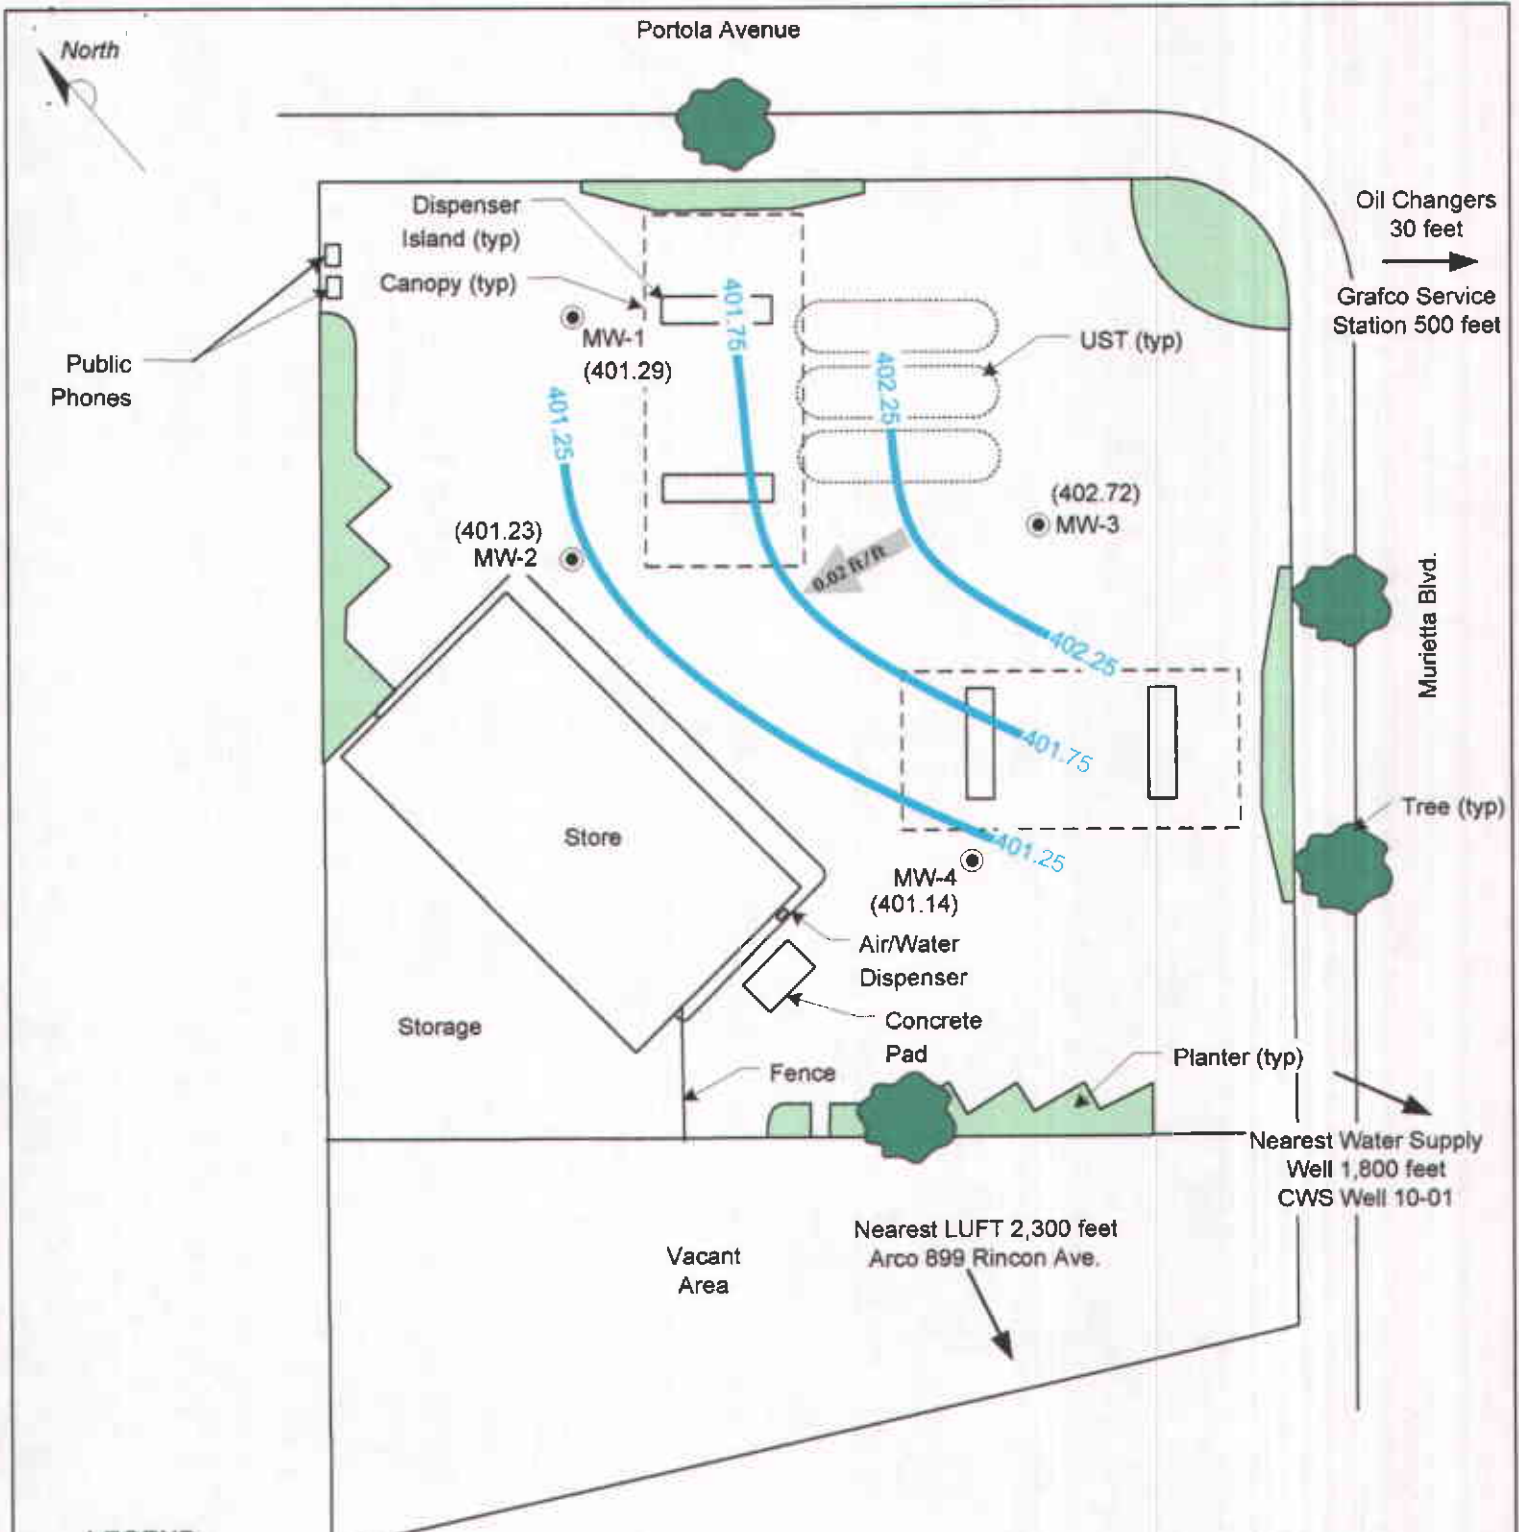 Portola Avenue
North
Dispenser
Island (typ)
Canopy (typ)
Public
Phones
MW-1
(401.29)
401.75
402.25
401.25
UST (typ)
Oil Changers
30 feet
Grafco Service
Station 500 feet
(402.72)
MW-3
(401.23)
MW-2
0.02 ft/ft
402.25
401.75
401.25
Murietta Blvd.
Tree (typ)
Store
MW-4
(401.14)
Air/Water
Dispenser
Storage
Concrete
Pad
Fence
Planter (typ)
Nearest Water Supply
Well 1,800 feet
CWS Well 10-01
Nearest LUFT 2,300 feet
Arco 899 Rincon Ave.
Vacant
Area